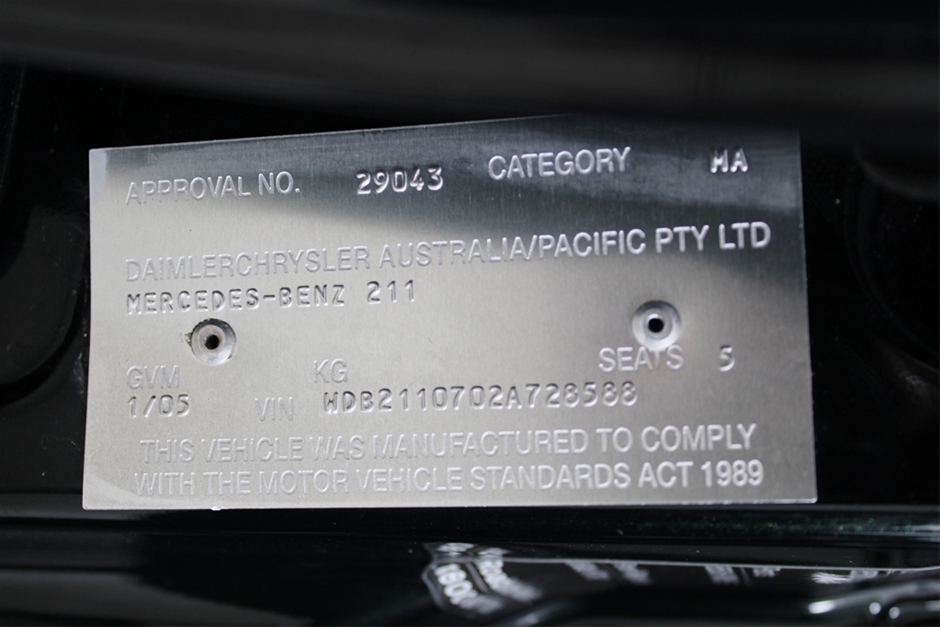 APPROVAL NO. 29043 CATEGORY MA
DAIMLERCHRYSLER AUSTRALIA/PACIFIC PTY LTD
MERCEDES-BENZ 211
GVM KG SEATS 5
1/05 VIN WDB2110702A728588
THIS VEHICLE WAS MANUFACTURED TO COMPLY
WITH THE MOTOR VEHICLE STANDARDS ACT 1989